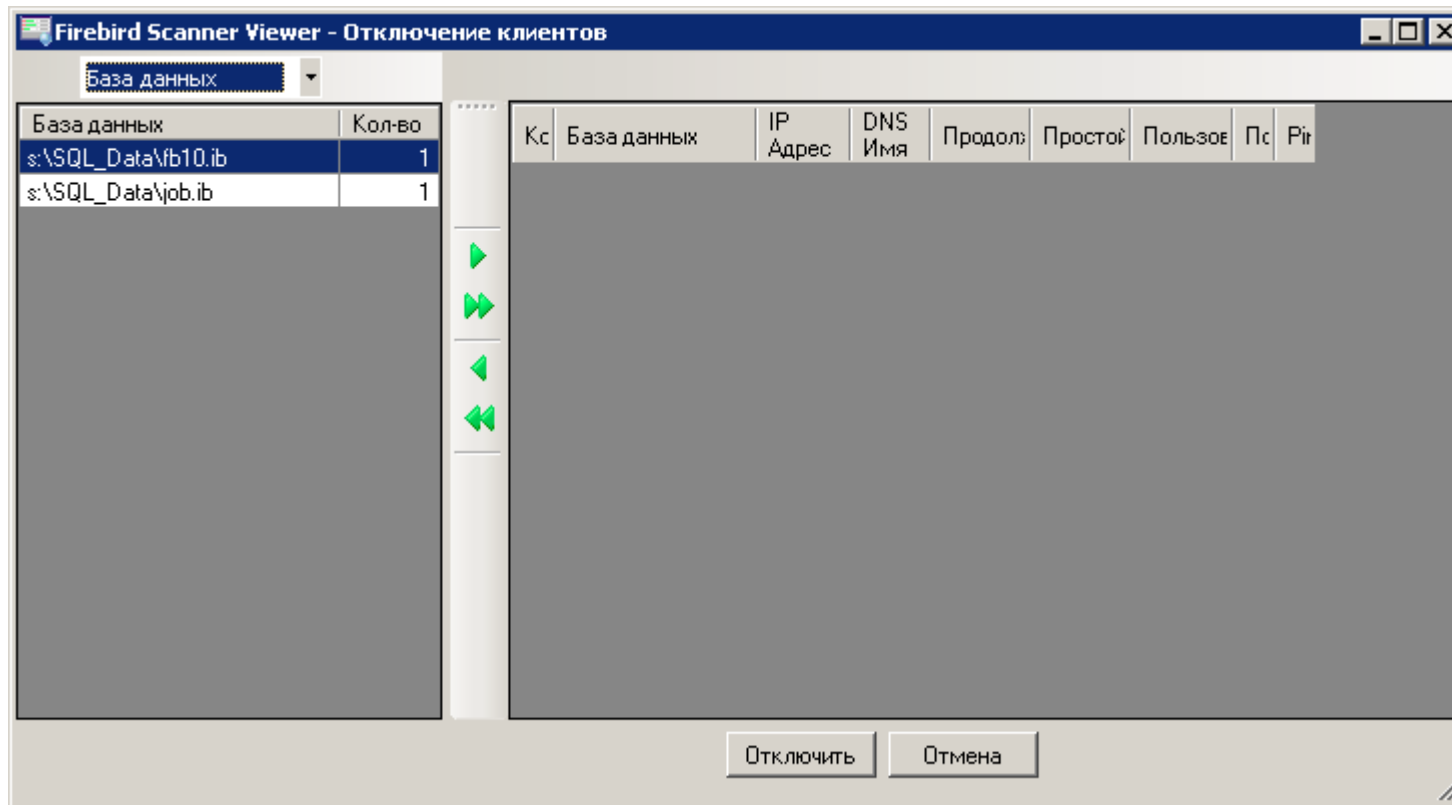 Firebird Scanner Viewer - Отключение клиентов
База данных
База данных Кол-во
s:\SQL_Data\fb10.ib 1
s:\SQL_Data\job.ib 1
База данных IP Адрес DNS Имя
Отключить Отмена